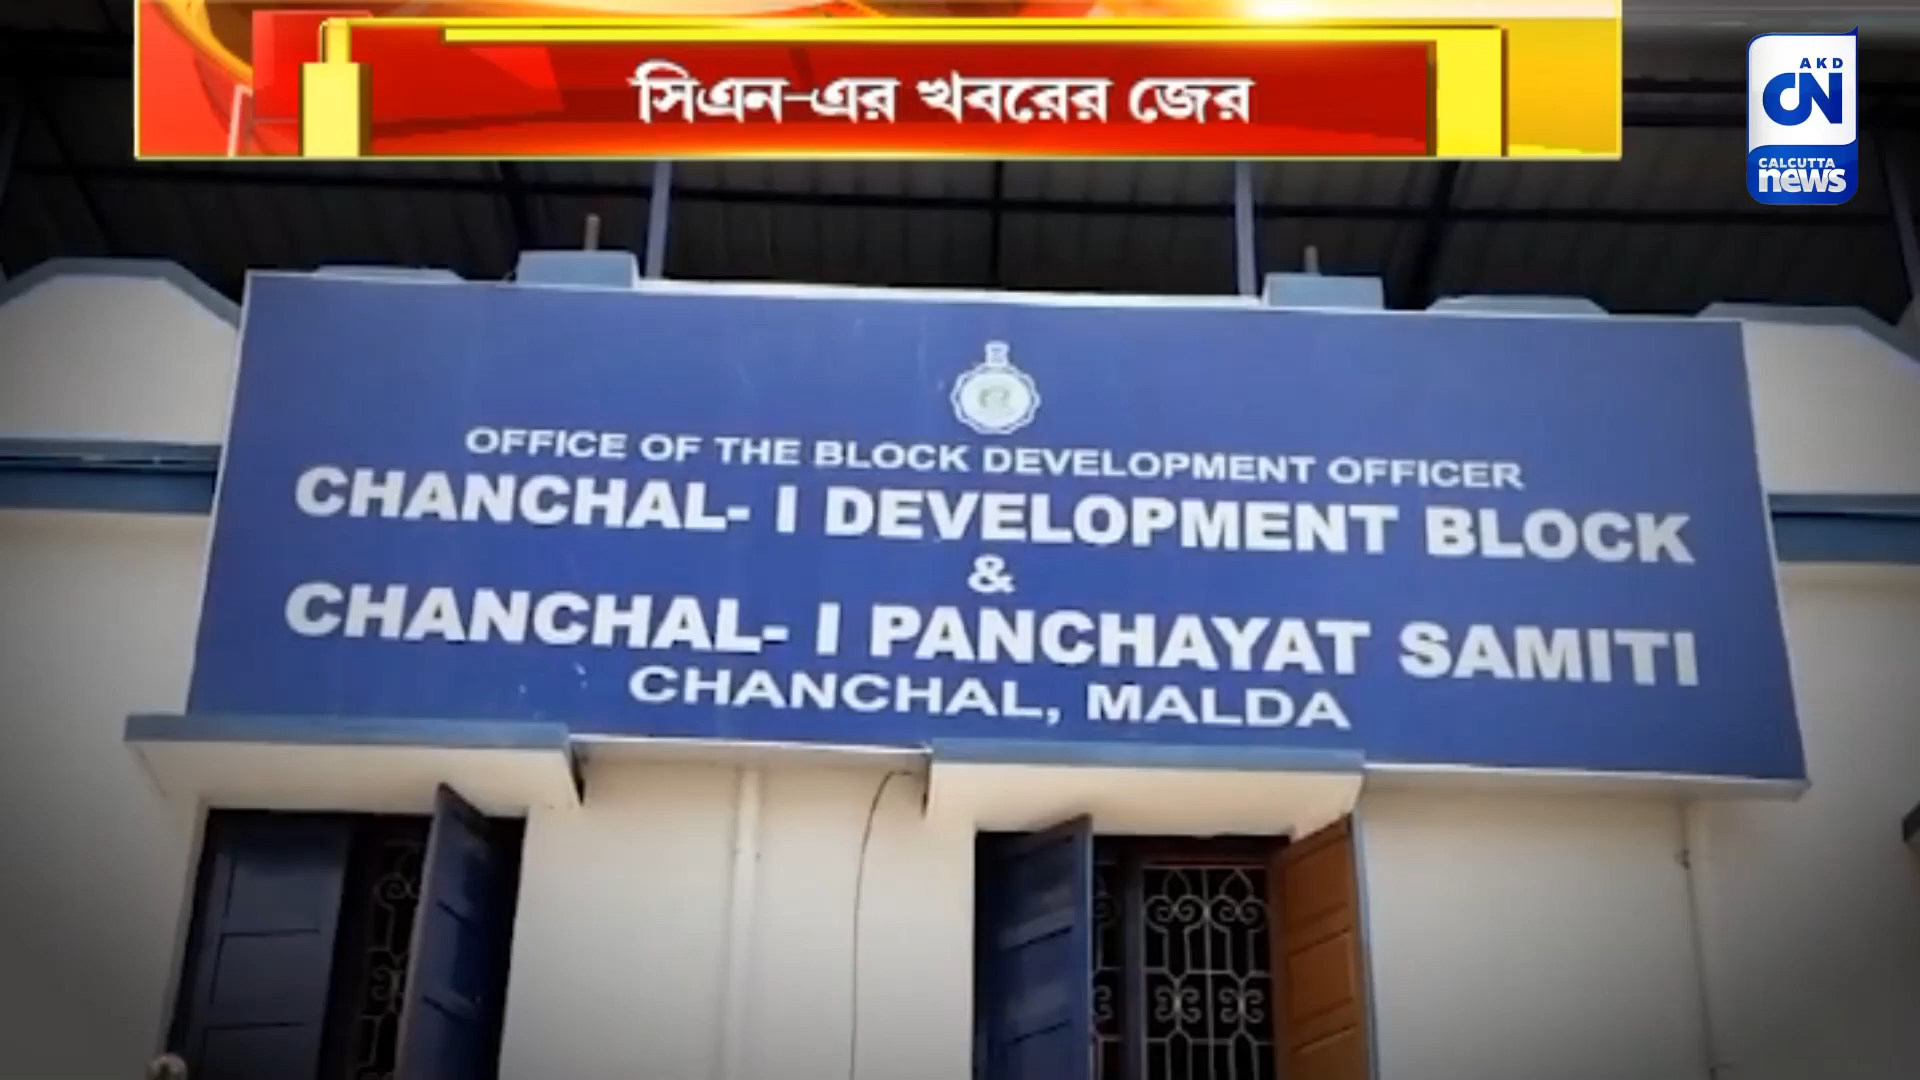 সিএন-এর খবরের জের
AKD
CN
CALCUTTA
news
OFFICE OF THE BLOCK DEVELOPMENT OFFICER
CHANCHAL- I DEVELOPMENT BLOCK
&
CHANCHAL- I PANCHAYAT SAMITI
CHANCHAL, MALDA